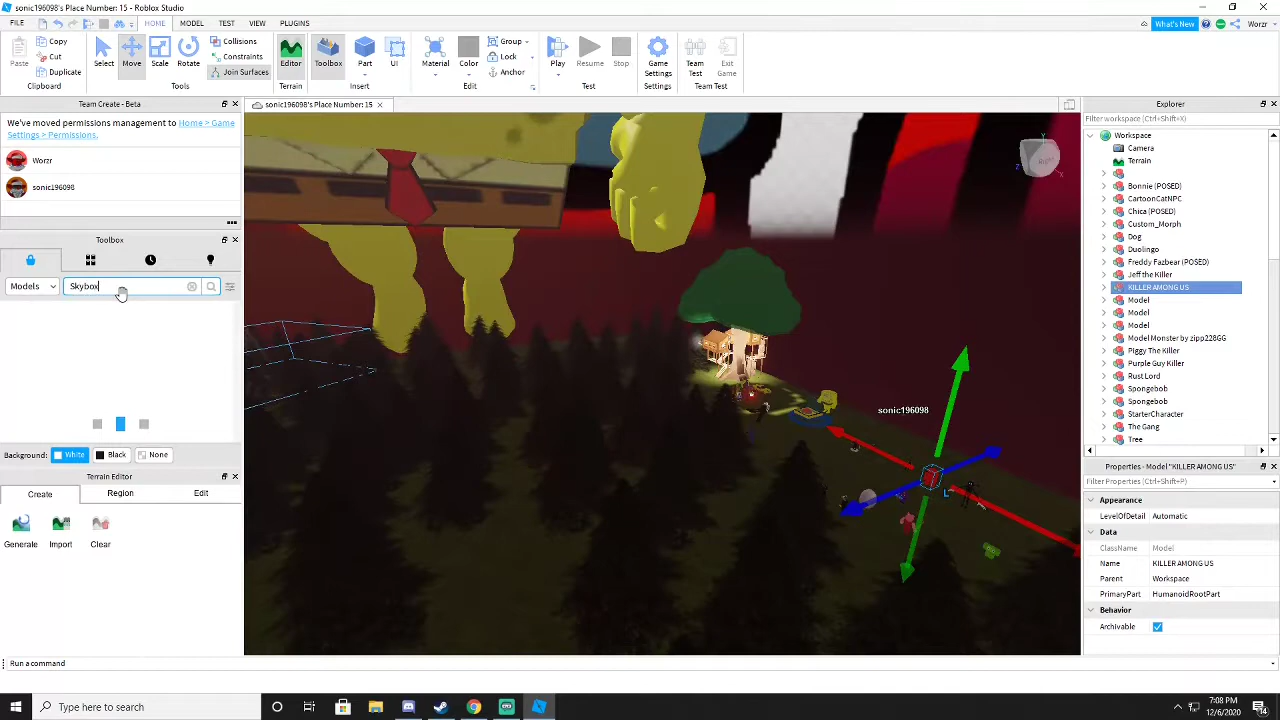 sonic196098's Place Number: 15 - Roblox Studio
FILE
HOME
MODEL
TEST
VIEW
PLUGINS
What's New
Worzr
Paste
Copy
Cut
Duplicate
Clipboard
Select
Move
Scale
Rotate
Collisions
Constraints
Join Surfaces
Tools
Editor
Terrain
Toolbox
Part
UI
Insert
Material
Color
Group
Lock
Anchor
Edit
Play
Resume
Stop
Test
Game
Settings
Settings
Team
Test
Exit
Game
Team Test
Team Create - Beta
We've moved permissions management to Home > Game
Settings > Permissions.
Worzr
sonic196098
Toolbox
Models
Skybox
Background:
White
Black
None
Terrain Editor
Create
Region
Edit
Generate
Import
Clear
sonic196098's Place Number: 15
RIGHT
Y
Z
X
sonic196098
L
Explorer
Filter workspace (Ctrl+Shift+X)
Workspace
Camera
Terrain
Bonnie (POSED)
CartoonCatNPC
Chica (POSED)
Custom_Morph
Dog
Duolingo
Freddy Fazbear (POSED)
Jeff the Killer
KILLER AMONG US
Model
Model
Model
Model Monster by zipp228GG
Piggy The Killer
Purple Guy Killer
Rust Lord
Spongebob
Spongebob
StarterCharacter
The Gang
Tree
Properties - Model "KILLER AMONG US"
Filter Properties (Ctrl+Shift+P)
Appearance
LevelOfDetail Automatic
Data
ClassName Model
Name KILLER AMONG US
Parent Workspace
PrimaryPart HumanoidRootPart
Behavior
Archivable
Run a command
Type here to search
7:08 PM
12/6/2020